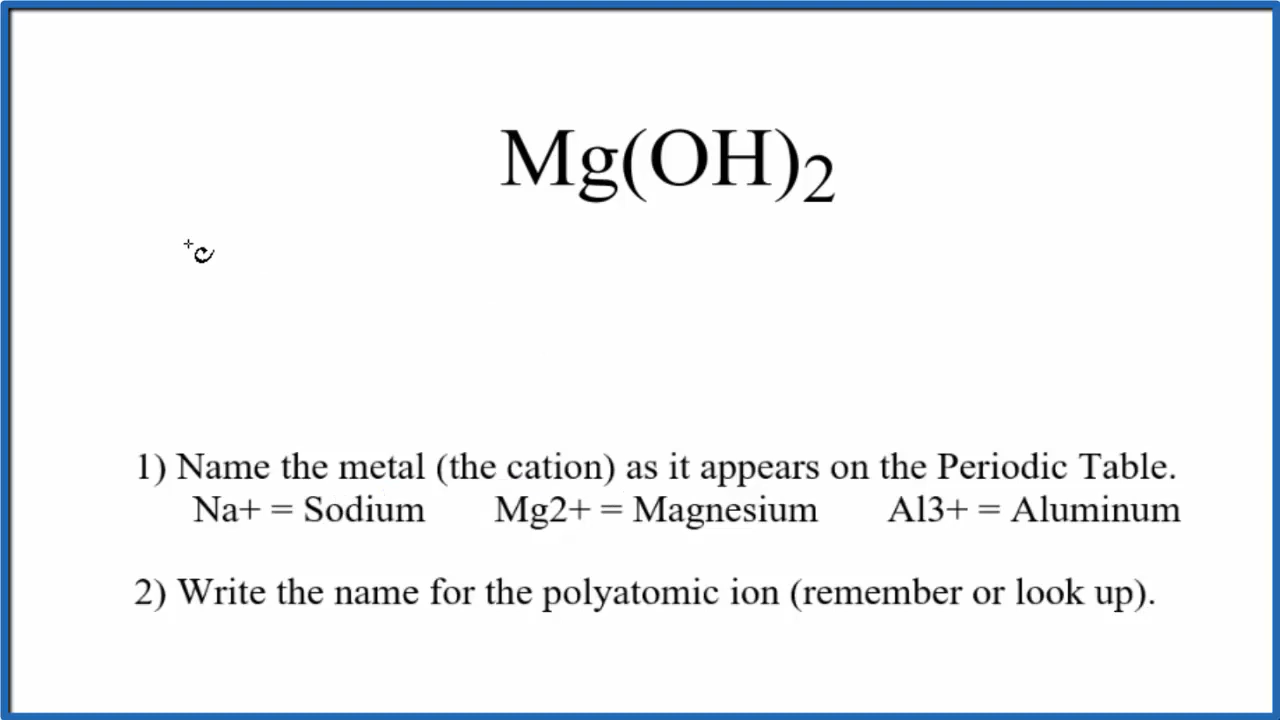 Mg(OH)₂
1) Name the metal (the cation) as it appears on the Periodic Table.
Na+ = Sodium Mg2+ = Magnesium Al3+ = Aluminum
2) Write the name for the polyatomic ion (remember or look up).